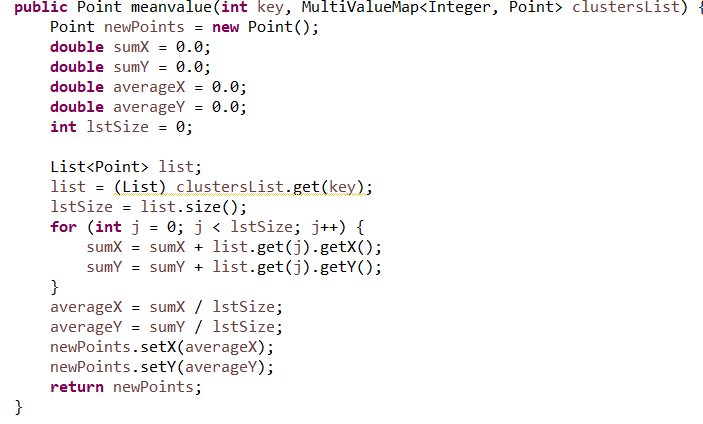 public Point meanvalue(int key, MultiValueMap<Integer, Point> clustersList) {
    Point newPoints = new Point();
    double sumX = 0.0;
    double sumY = 0.0;
    double averageX = 0.0;
    double averageY = 0.0;
    int lstSize = 0;

    List<Point> list;
    list = (List) clustersList.get(key);
    lstSize = list.size();
    for (int j = 0; j < lstSize; j++) {
        sumX = sumX + list.get(j).getX();
        sumY = sumY + list.get(j).getY();
    }
    averageX = sumX / lstSize;
    averageY = sumY / lstSize;
    newPoints.setX(averageX);
    newPoints.setY(averageY);
    return newPoints;
}